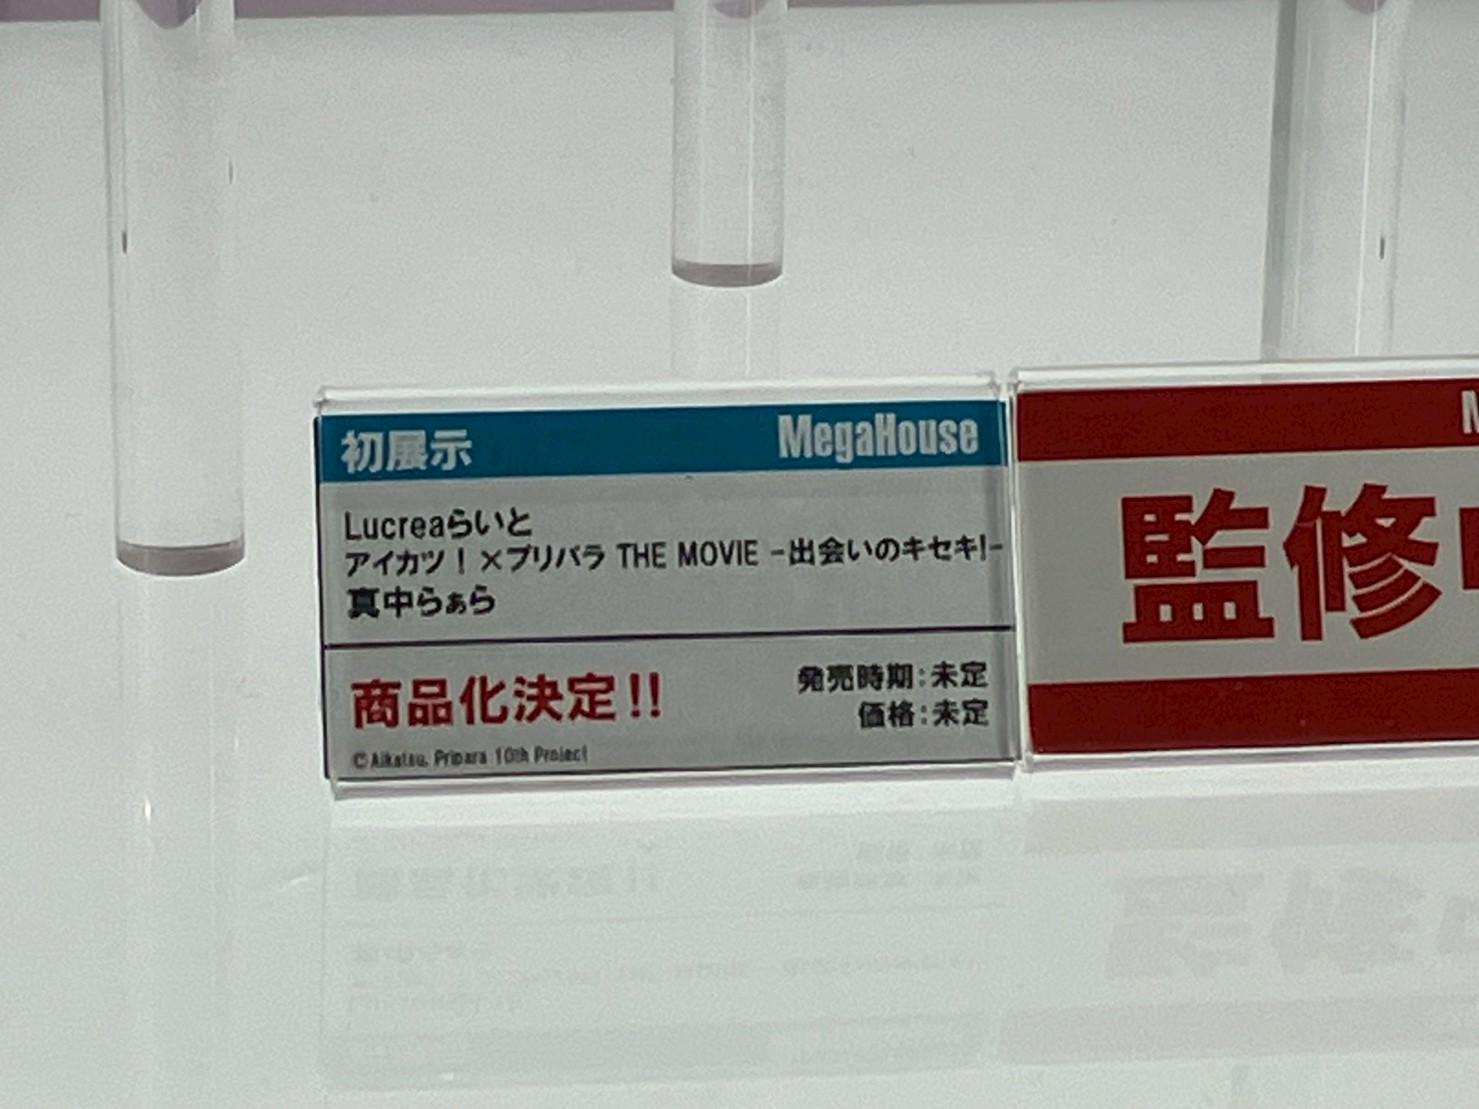 初展示 MegaHouse
Lucreaらいと
アイカツ！×プリパラ THE MOVIE -出会いのキセキ!-
真中らぁら
商品化決定!!
発売時期:未定
価格:未定
©Aikatsu, Pripara 10th Project
監修